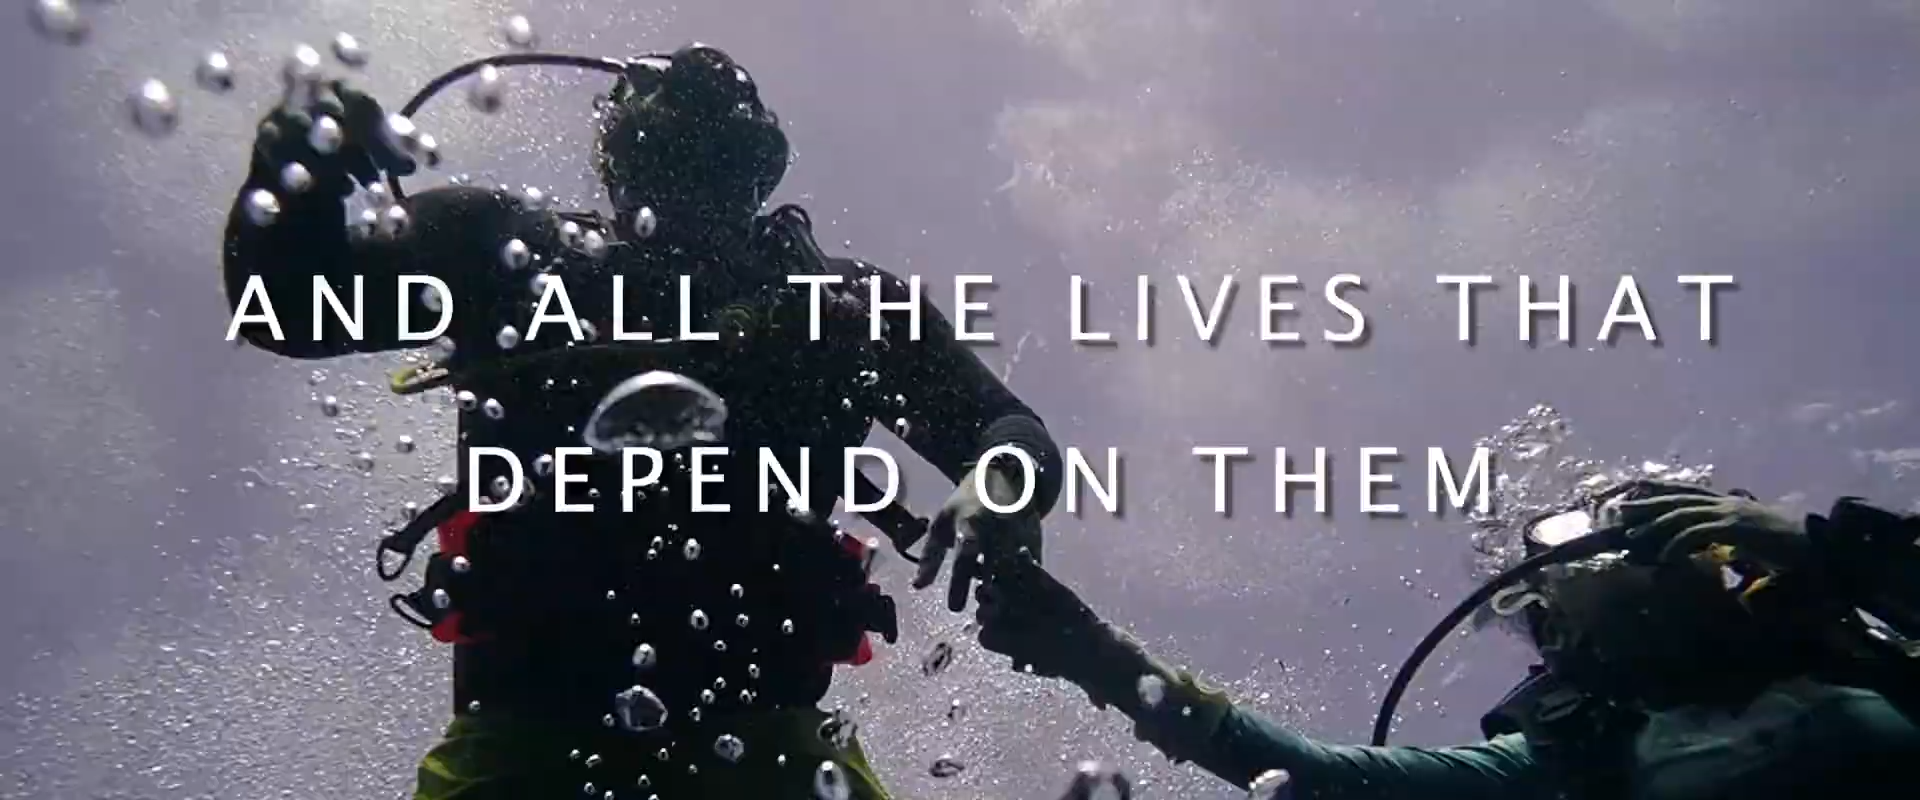 AND ALL THE LIVES THAT
DEPEND ON THEM